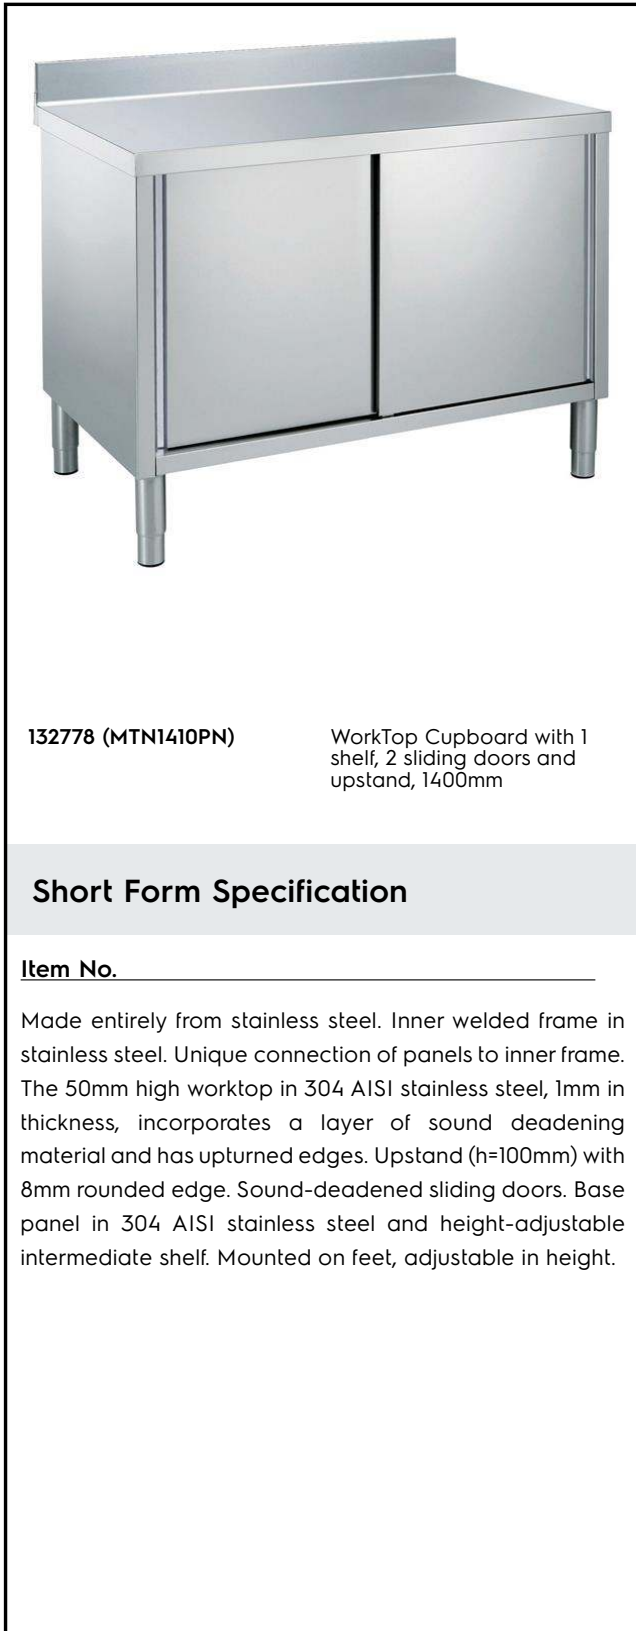 132778 (MTN1410PN)
WorkTop Cupboard with 1
shelf, 2 sliding doors and
upstand, 1400mm
Short Form Specification
Item No.
Made entirely from stainless steel. Inner welded frame in
stainless steel. Unique connection of panels to inner frame.
The 50mm high worktop in 304 AISI stainless steel, 1mm in
thickness, incorporates a layer of sound deadening
material and has upturned edges. Upstand (h=100mm) with
8mm rounded edge. Sound-deadened sliding doors. Base
panel in 304 AISI stainless steel and height-adjustable
intermediate shelf. Mounted on feet, adjustable in height.